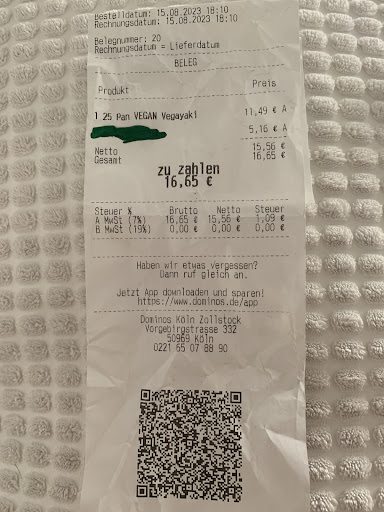 Bestelldatum: 15.08.2023 18:10
Rechnungsdatum: 15.08.2023 18:10
Belegnummer: 20
Rechnungsdatum = Lieferdatum
BELEG
Produkt Preis
1 25 Pan VEGAN Vegayaki 11,49 € A
5,16 € A
Netto 15,56 €
Gesamt 16,65 €
zu zahlen
16,65 €
Steuer % Brutto Netto Steuer
A MwSt (7%) 16,65 € 15,56 € 1,09 €
B MwSt (19%) 0,00 € 0,00 € 0,00 €
Haben wir etwas vergessen?
Dann ruf gleich an.
Jetzt App downloaden und sparen!
https://www.dominos.de/app
Dominos Köln Zollstock
Vorgebirgstrasse 332
50969 Köln
0221 65 07 88 90